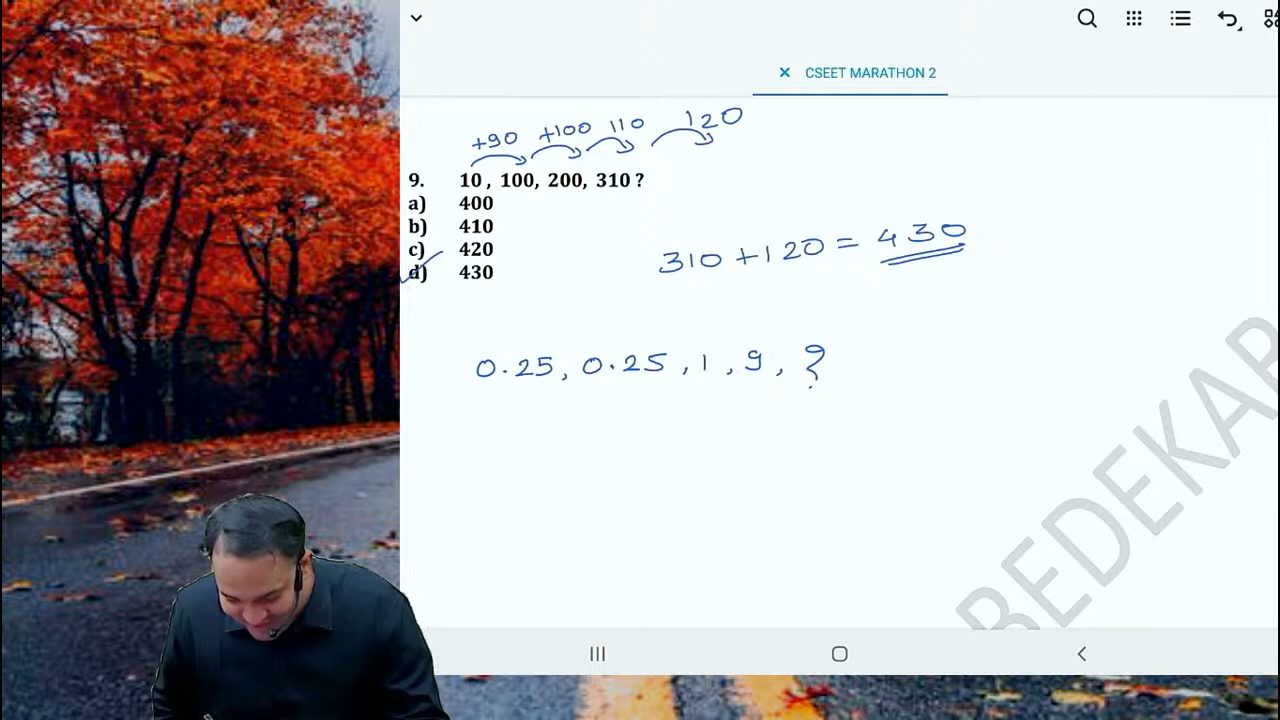 CSEET MARATHON 2
+90 +100 110 120
9. 10 , 100, 200, 310 ?
a) 400
b) 410
c) 420
d) 430
310 + 120 = 430
0.25, 0.25, 1, 9, ?
BEDEKAR